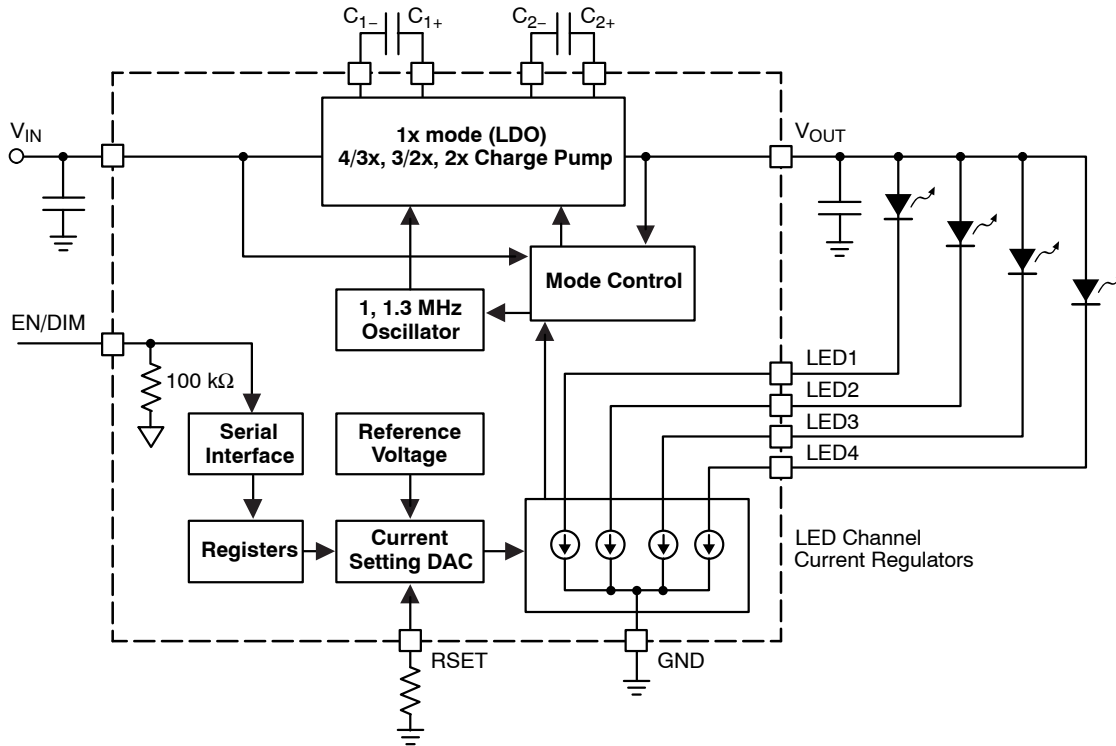 C1– C1+ C2– C2+
1x mode (LDO)
4/3x, 3/2x, 2x Charge Pump
VIN
VOUT
Mode Control
1, 1.3 MHz
Oscillator
EN/DIM
100 kΩ
LED1
LED2
LED3
LED4
Serial
Interface
Reference
Voltage
Registers
Current
Setting DAC
LED Channel
Current Regulators
RSET
GND